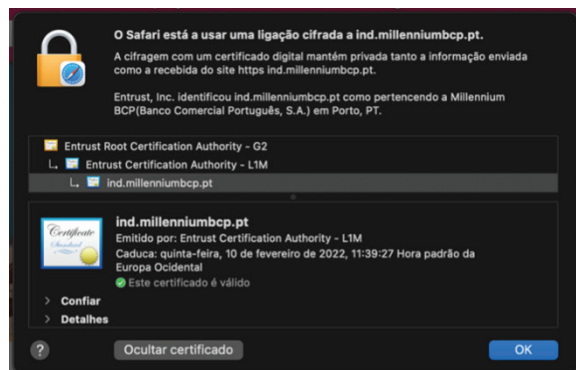 O Safari está a usar uma ligação cifrada a ind.millenniumbcp.pt.
A cifragem com um certificado digital mantém privada tanto a informação enviada
como a recebida do site https ind.millenniumbcp.pt.
Entrust, Inc. identificou ind.millenniumbcp.pt como pertencendo a Millennium
BCP(Banco Comercial Português, S.A.) em Porto, PT.
Entrust Root Certification Authority - G2
Entrust Certification Authority - L1M
ind.millenniumbcp.pt
Certificate
Standard
ind.millenniumbcp.pt
Emitido por: Entrust Certification Authority - L1M
Caduca: quinta-feira, 10 de fevereiro de 2022, 11:39:27 Hora padrão da
Europa Ocidental
Este certificado é válido
> Confiar
> Detalhes
? Ocultar certificado OK